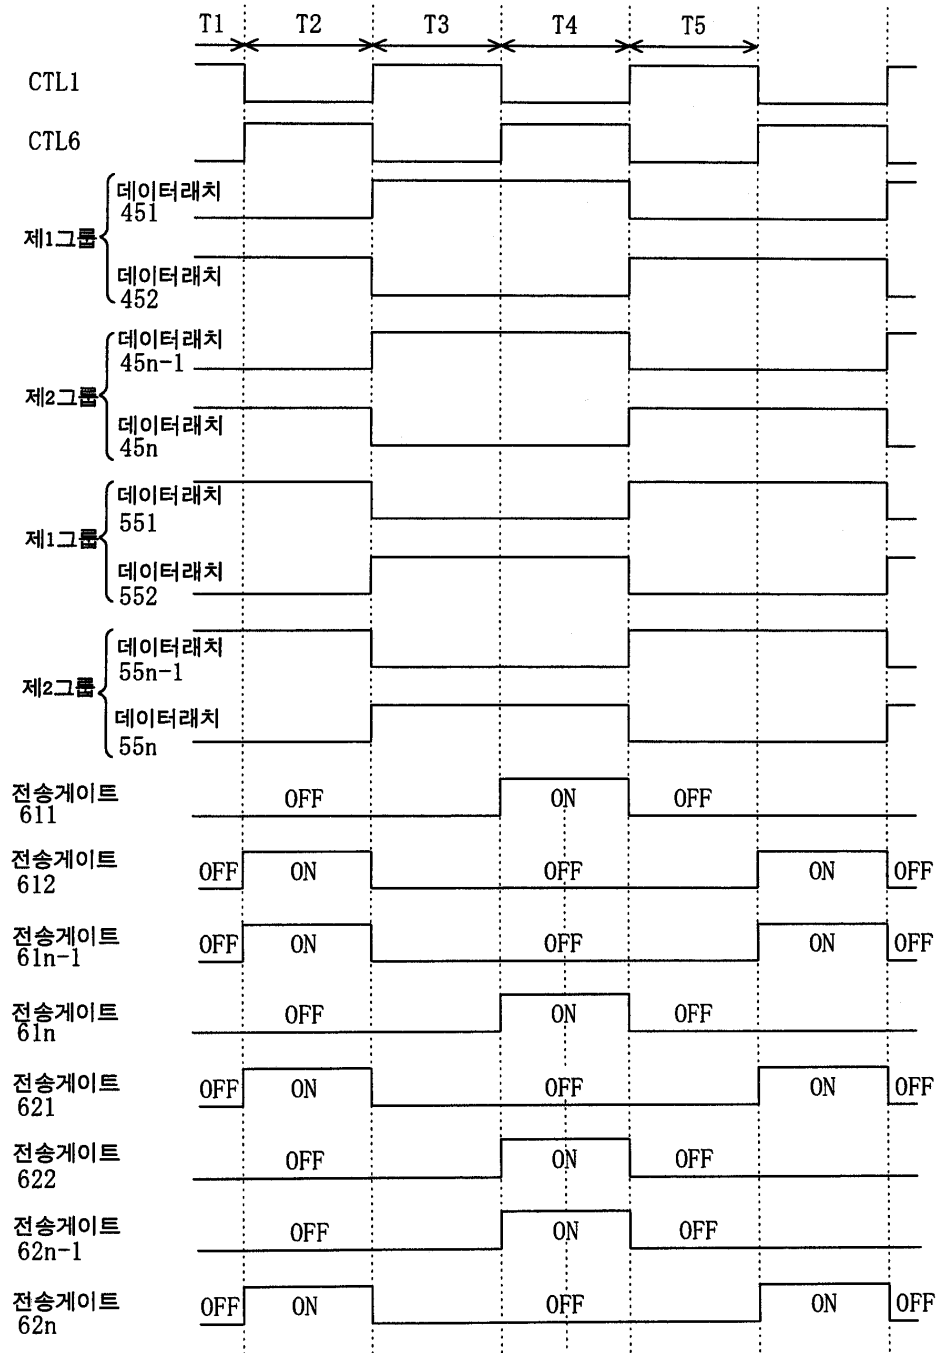 T1 T2 T3 T4 T5
CTL1
CTL6
제1그룹
데이터래치
451
데이터래치
452
제2그룹
데이터래치
45n-1
데이터래치
45n
제1그룹
데이터래치
551
데이터래치
552
제2그룹
데이터래치
55n-1
데이터래치
55n
전송게이트
611
OFF ON OFF
전송게이트
612
OFF ON OFF ON OFF
전송게이트
61n-1
OFF ON OFF ON OFF
전송게이트
61n
OFF ON OFF
전송게이트
621
OFF ON OFF ON OFF
전송게이트
622
OFF ON OFF
전송게이트
62n-1
OFF ON OFF
전송게이트
62n
OFF ON OFF ON OFF